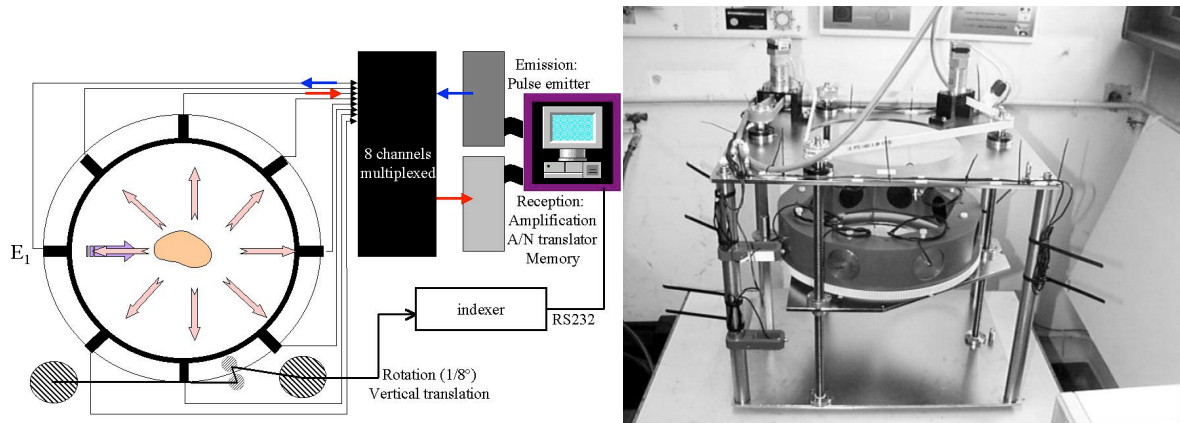 Emission:
Pulse emitter
8 channels
multiplexed
Reception:
Amplification
A/N translator
Memory
E1
indexer
RS232
Rotation (1/8°)
Vertical translation